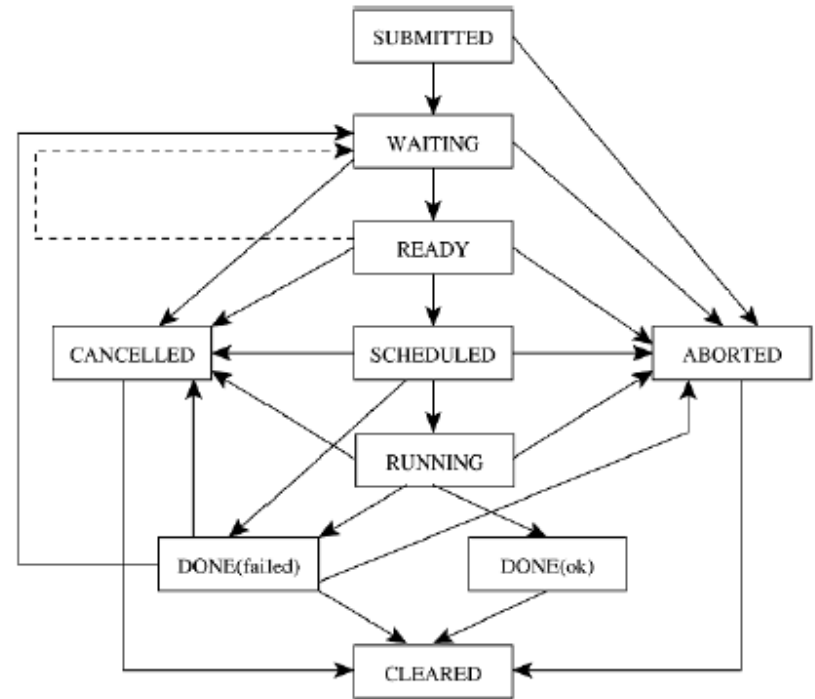 SUBMITTED
WAITING
READY
CANCELLED
SCHEDULED
ABORTED
RUNNING
DONE(failed)
DONE(ok)
CLEARED